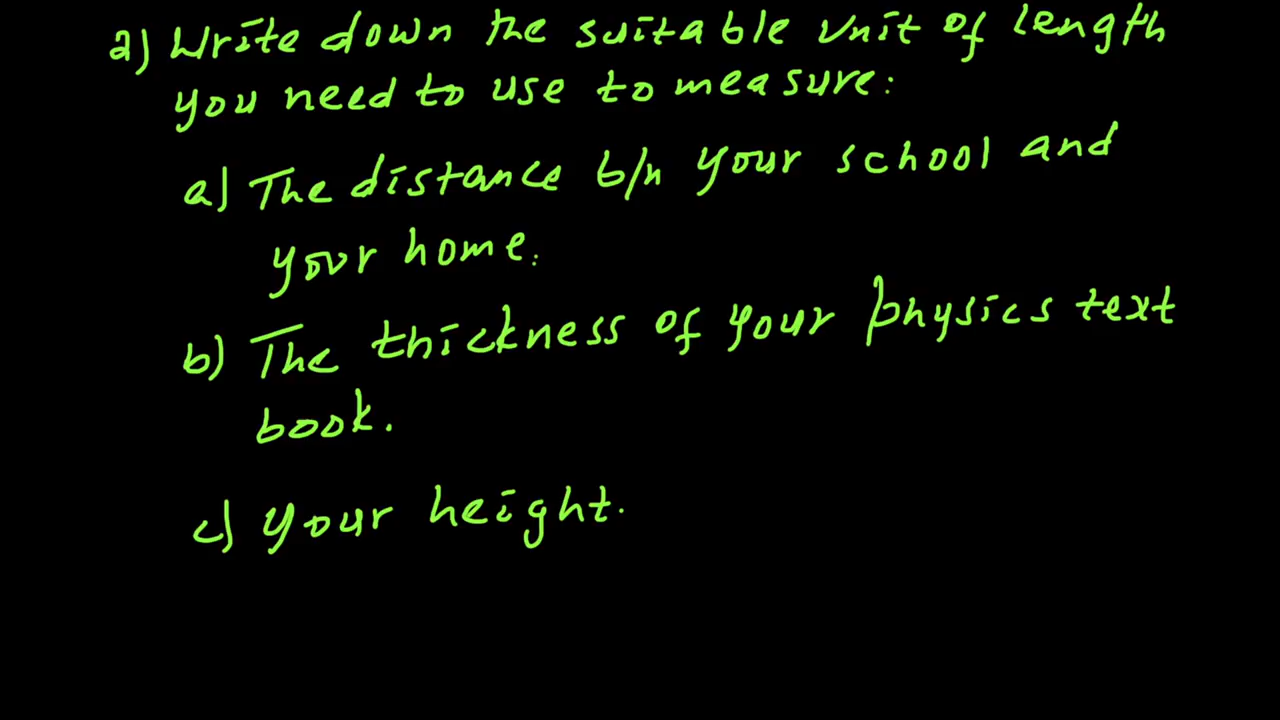 a) Write down the suitable unit of length
you need to use to measure:
a) The distance b/n your school and
your home.
b) The thickness of your physics text
book.
c) your height.